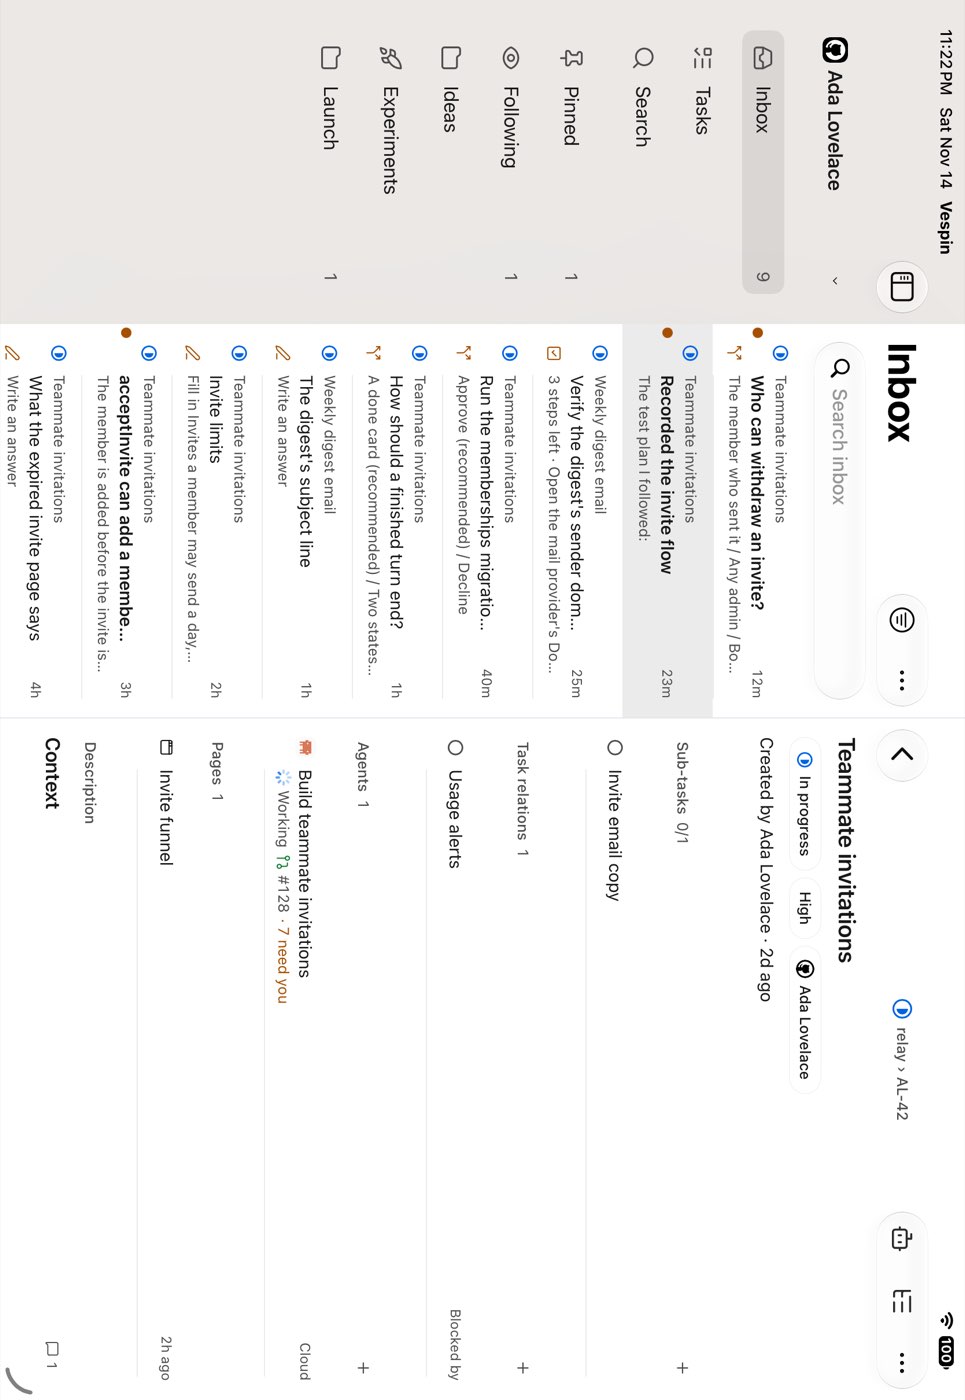 11:22 PM Sat Nov 14 Vespin
100
Ada Lovelace
Inbox 9
Tasks
Search
Pinned 1
Following 1
Ideas
Experiments
Launch 1
Inbox
Search inbox
Teammate invitations
Who can withdraw an invite? 12m
The member who sent it / Any admin / Bo...
Teammate invitations
Recorded the invite flow 23m
The test plan I followed:
Weekly digest email
Verify the digest's sender dom... 25m
3 steps left · Open the mail provider's Do...
Teammate invitations
Run the memberships migratio... 40m
Approve (recommended) / Decline
Teammate invitations
How should a finished turn end? 1h
A done card (recommended) / Two states...
Weekly digest email
The digest's subject line 1h
Write an answer
Teammate invitations
Invite limits 2h
Fill in Invites a member may send a day,...
Teammate invitations
acceptInvite can add a membe... 3h
The member is added before the invite is...
Teammate invitations
What the expired invite page says 4h
Write an answer
relay › AL-42
Teammate invitations
In progress High Ada Lovelace
Created by Ada Lovelace · 2d ago
Sub-tasks 0/1
Invite email copy
Task relations 1
Usage alerts Blocked by
Agents 1
Build teammate invitations Cloud
Working #128 · 7 need you
Pages 1
Invite funnel 2h ago
Description
Context 1